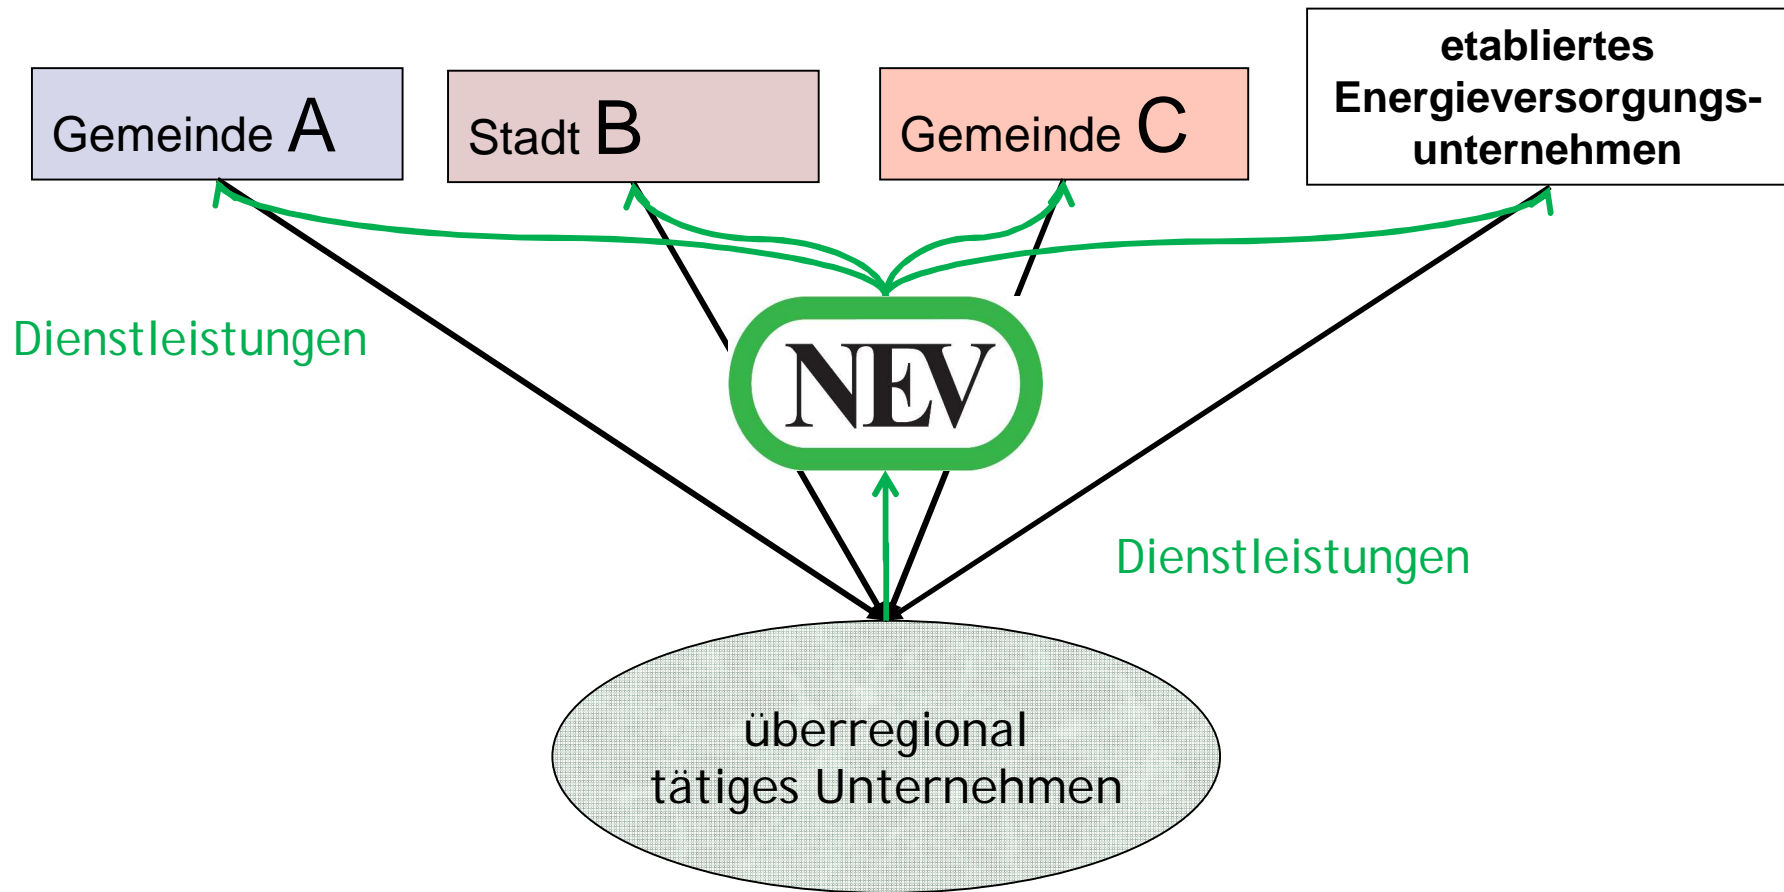 Gemeinde A
Stadt B
Gemeinde C
etabliertes
Energieversorgungs-
unternehmen
Dienstleistungen
NEV
Dienstleistungen
überregional
tätiges Unternehmen